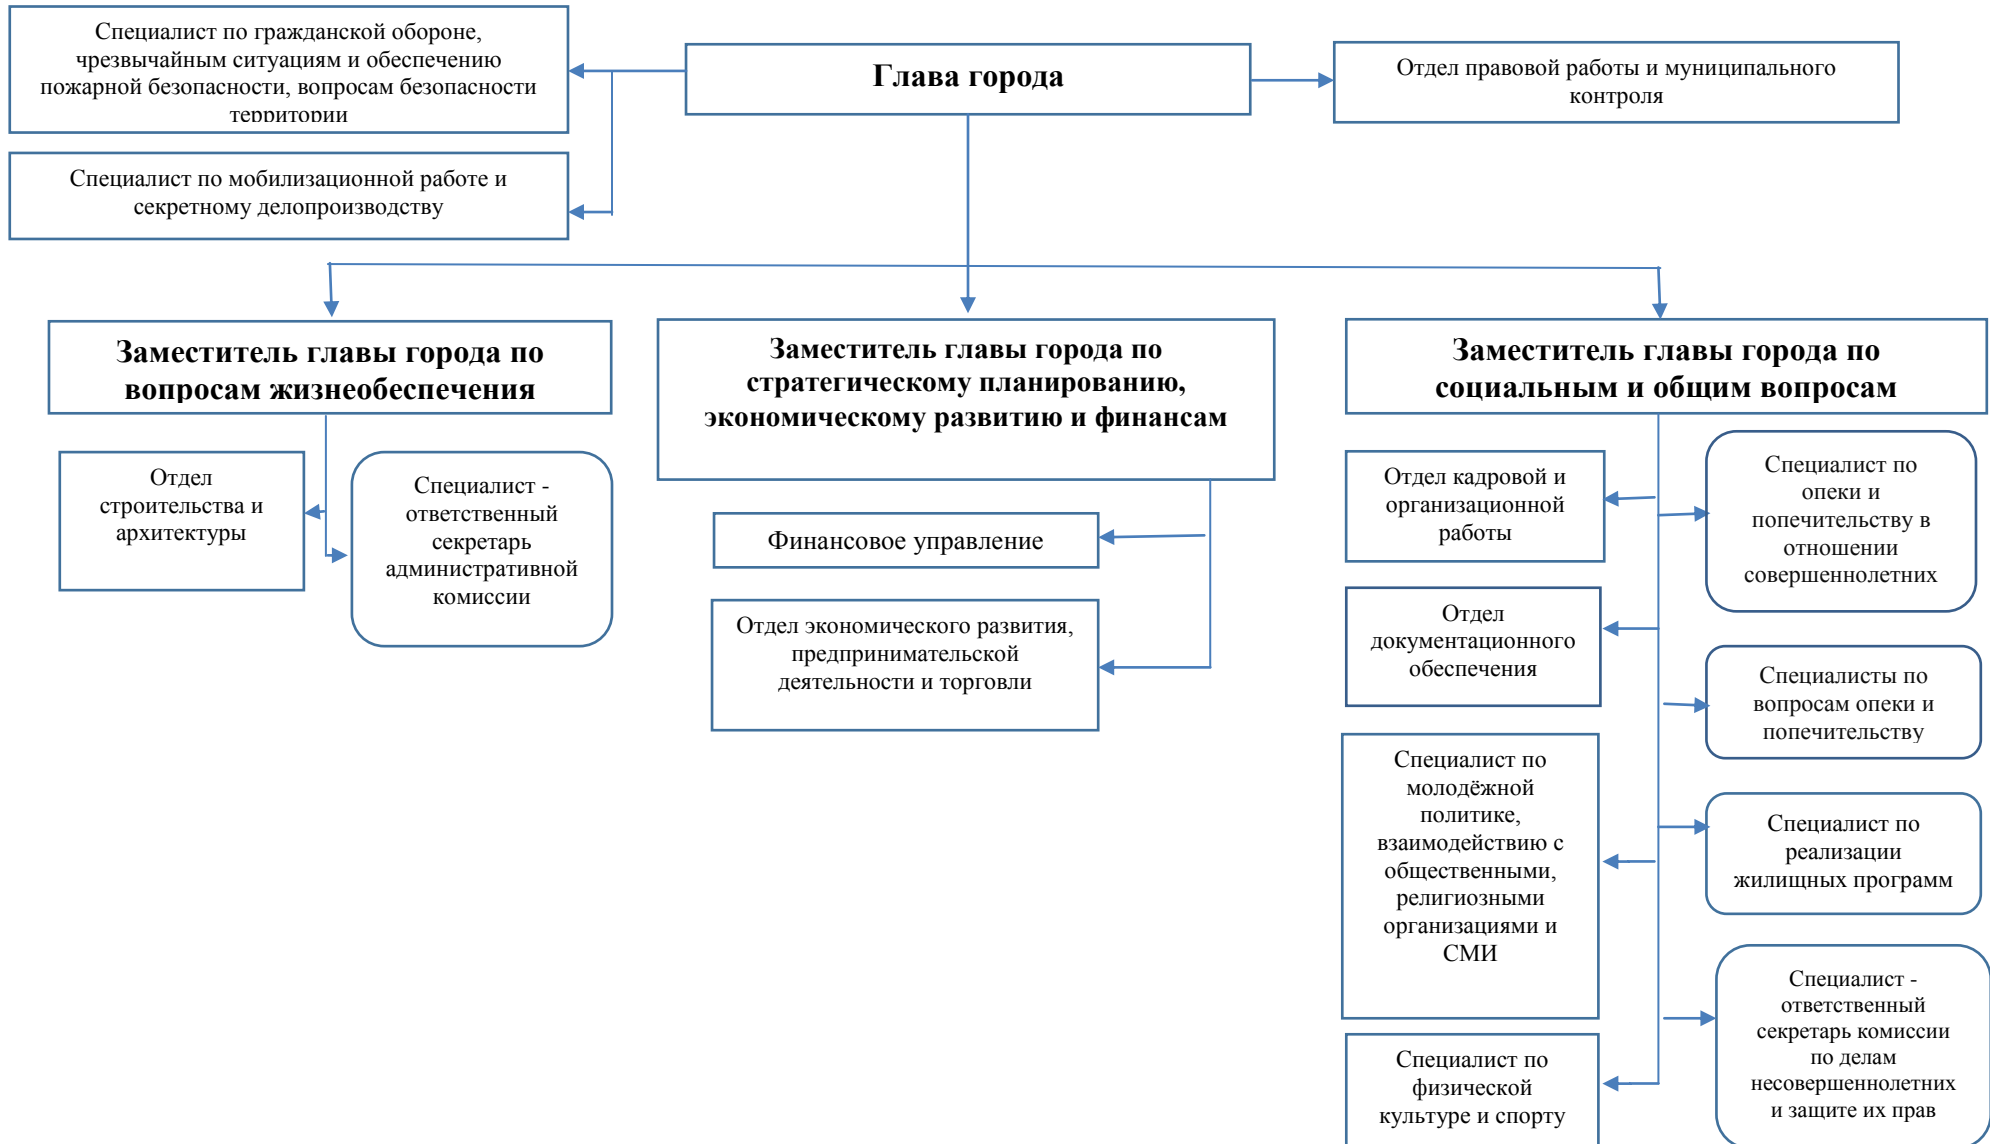 Специалист по гражданской обороне,
чрезвычайным ситуациям и обеспечению
пожарной безопасности, вопросам безопасности
территории
Глава города
Отдел правовой работы и муниципального
контроля
Специалист по мобилизационной работе и
секретному делопроизводству
Заместитель главы города по
вопросам жизнеобеспечения
Заместитель главы города по
стратегическому планированию,
экономическому развитию и финансам
Заместитель главы города по
социальным и общим вопросам
Отдел
строительства и
архитектуры
Специалист -
ответственный
секретарь
административной
комиссии
Финансовое управление
Отдел экономического развития,
предпринимательской
деятельности и торговли
Отдел кадровой и
организационной
работы
Специалист по
опеки и
попечительству в
отношении
совершеннолетних
Отдел
документационного
обеспечения
Специалисты по
вопросам опеки и
попечительству
Специалист по
молодёжной
политике,
взаимодействию с
общественными,
религиозными
организациями и
СМИ
Специалист по
реализации
жилищных программ
Специалист по
физической
культуре и спорту
Специалист -
ответственный
секретарь комиссии
по делам
несовершеннолетних
и защите их прав